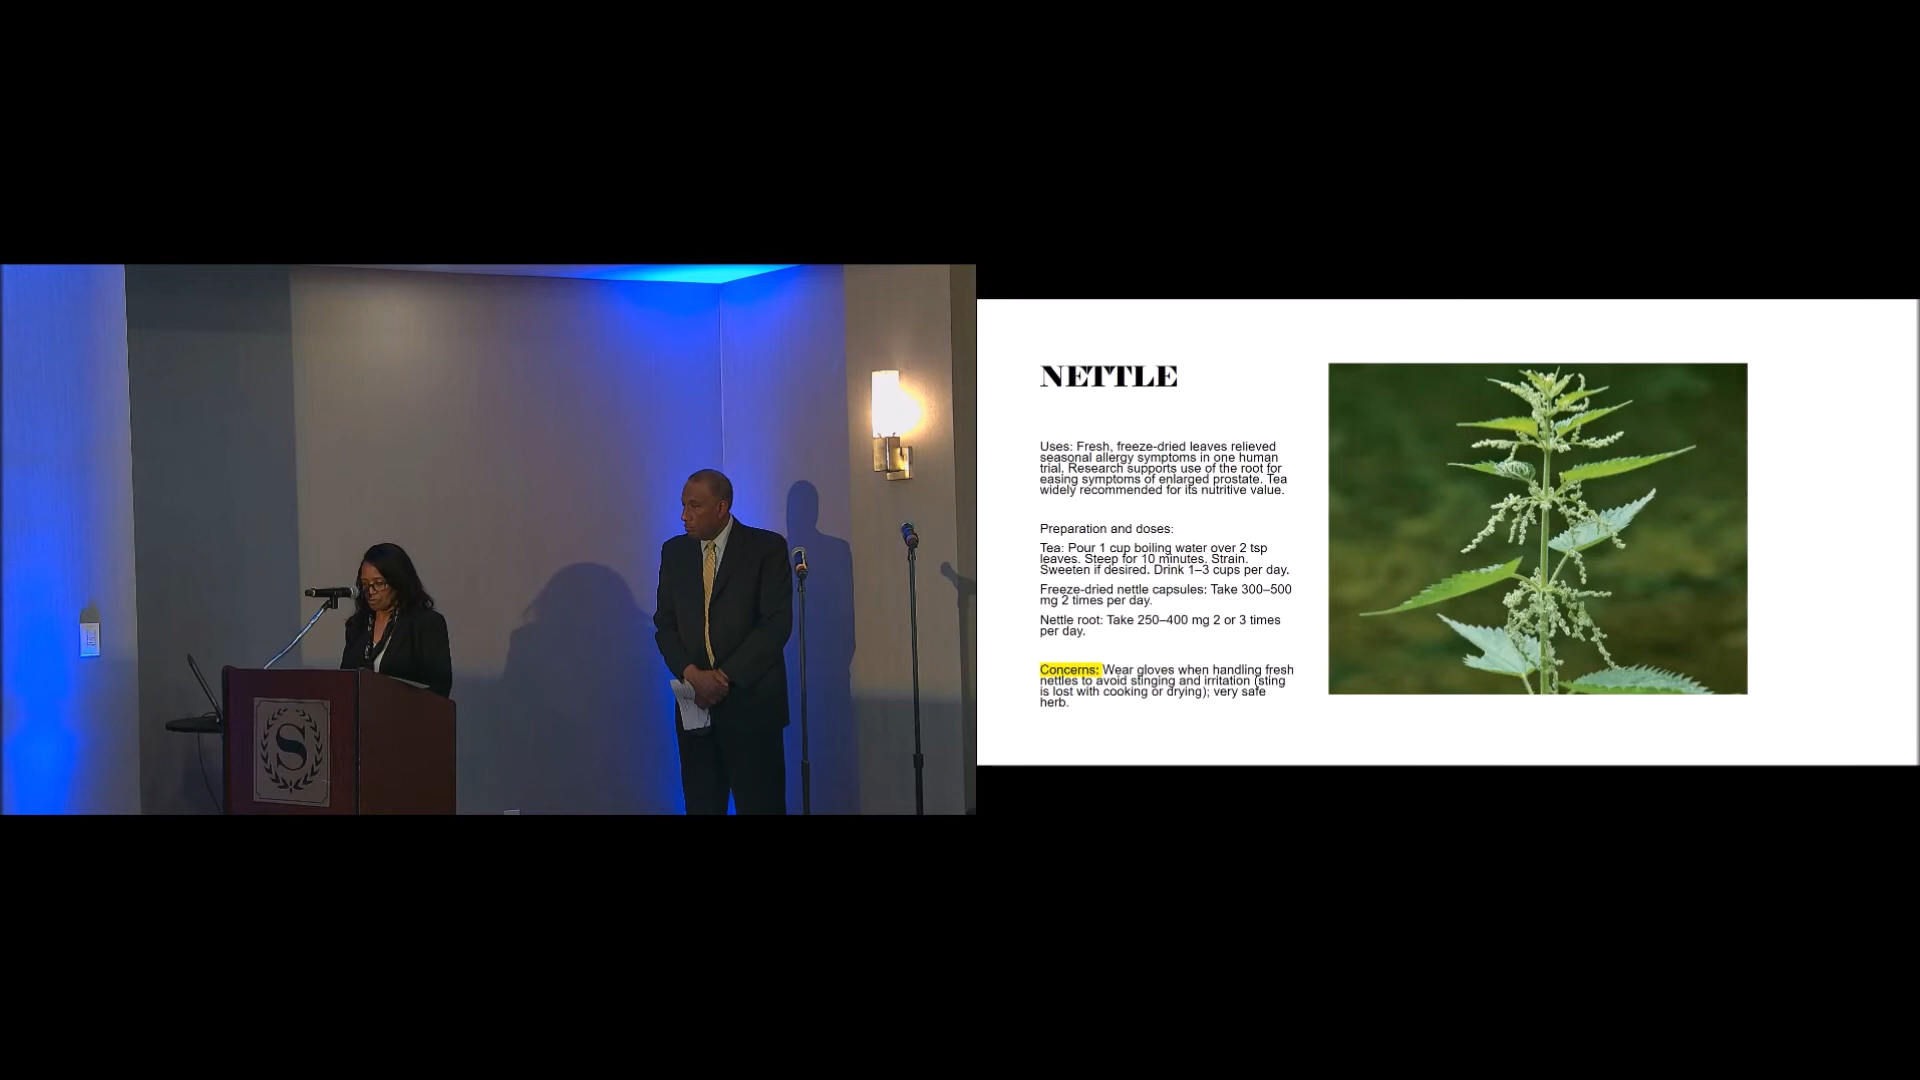 S
NETTLE
Uses: Fresh, freeze-dried leaves relieved
seasonal allergy symptoms in one human
trial. Research supports use of the root for
easing symptoms of enlarged prostate. Tea
widely recommended for its nutritive value.
Preparation and doses:
Tea: Pour 1 cup boiling water over 2 tsp
leaves. Steep for 10 minutes. Strain.
Sweeten if desired. Drink 1–3 cups per day.
Freeze-dried nettle capsules: Take 300–500
mg 2 times per day.
Nettle root: Take 250–400 mg 2 or 3 times
per day.
Concerns: Wear gloves when handling fresh
nettles to avoid stinging and irritation (sting
is lost with cooking or drying); very safe
herb.